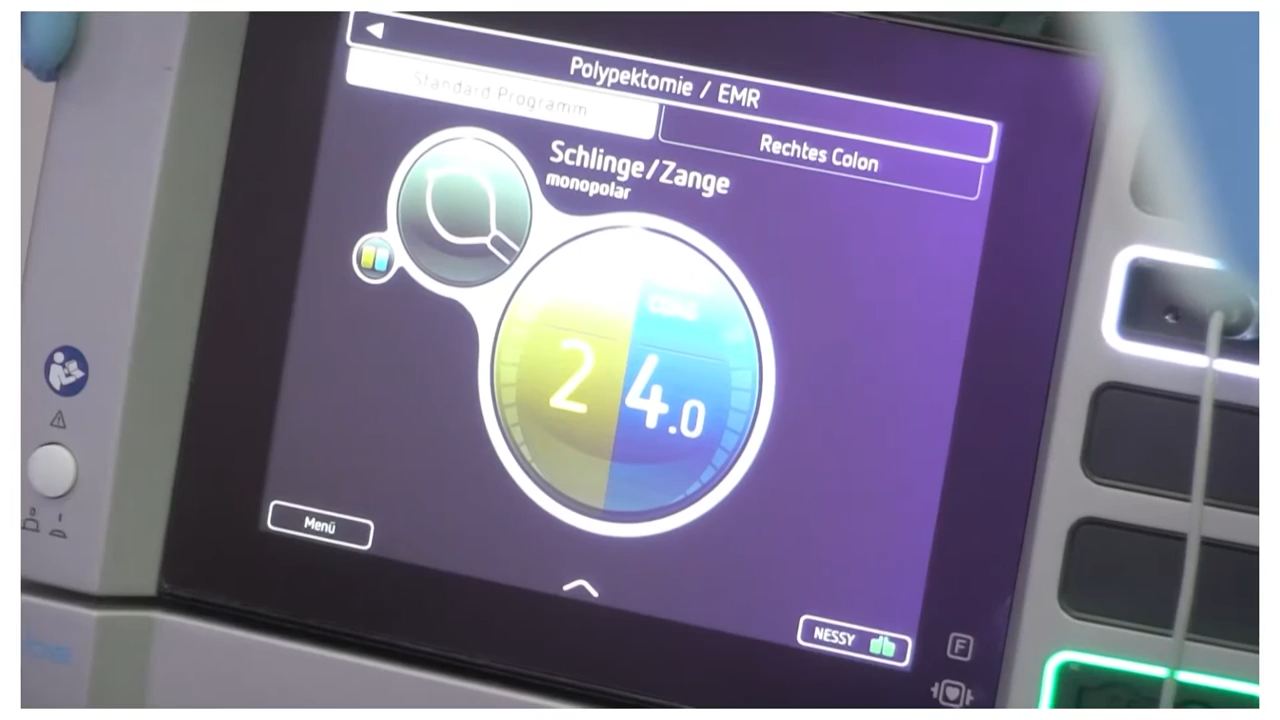 Polypektomie / EMR
Standard Programm
Rechtes Colon
Schlinge/Zange
monopolar
2
4.0
Menü
NESSY
F